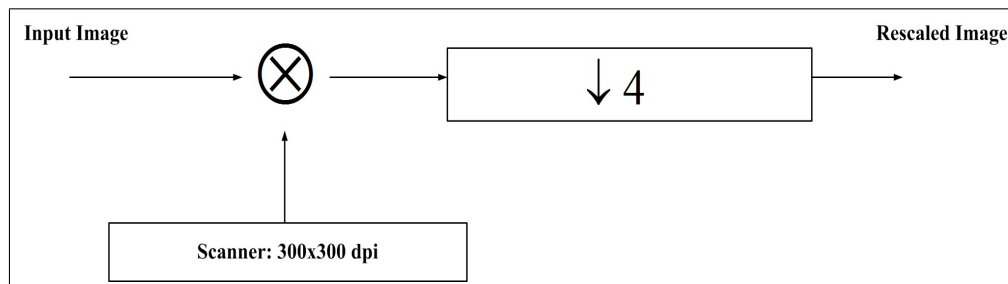 Input Image
Rescaled Image
↓ 4
Scanner: 300x300 dpi